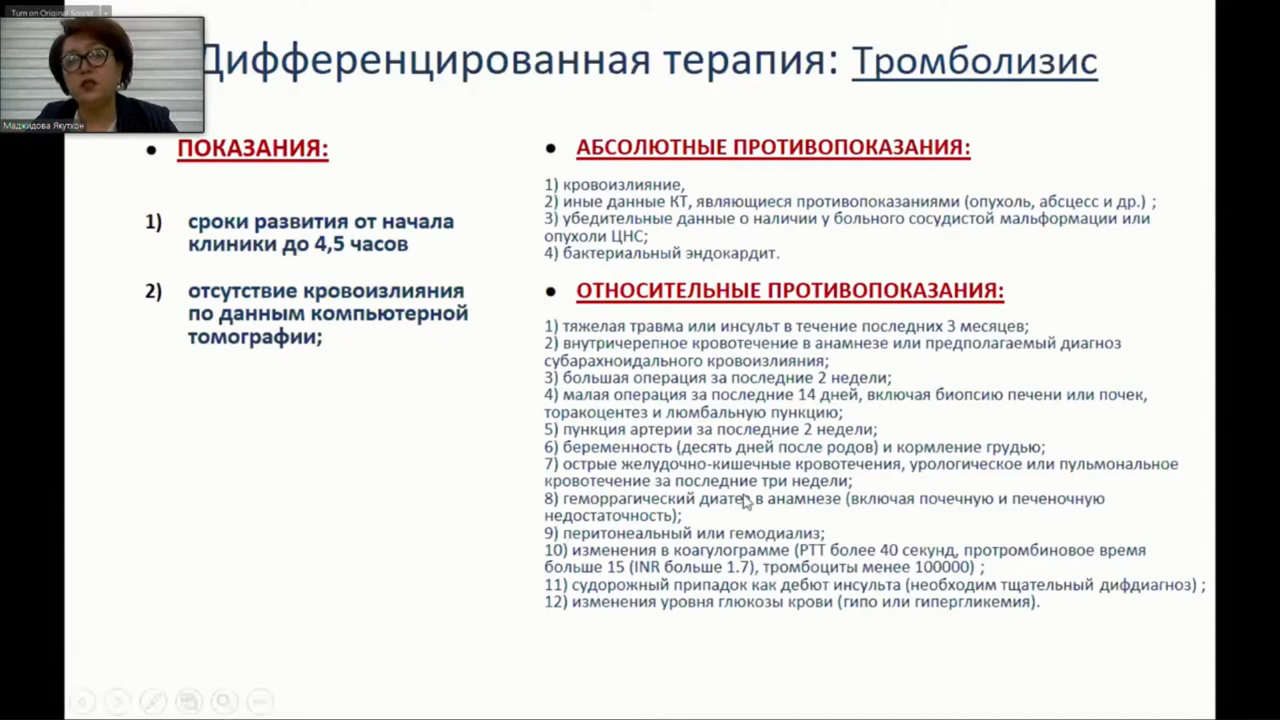 Turn on Original Sound
Дифференцированная терапия: Тромболизис
Маджидова Якутхон
• ПОКАЗАНИЯ:
1) сроки развития от начала
клиники до 4,5 часов
2) отсутствие кровоизлияния
по данным компьютерной
томографии;
• АБСОЛЮТНЫЕ ПРОТИВОПОКАЗАНИЯ:
1) кровоизлияние,
2) иные данные КТ, являющиеся противопоказаниями (опухоль, абсцесс и др.) ;
3) убедительные данные о наличии у больного сосудистой мальформации или
опухоли ЦНС;
4) бактериальный эндокардит.
• ОТНОСИТЕЛЬНЫЕ ПРОТИВОПОКАЗАНИЯ:
1) тяжелая травма или инсульт в течение последних 3 месяцев;
2) внутричерепное кровотечение в анамнезе или предполагаемый диагноз
субарахноидального кровоизлияния;
3) большая операция за последние 2 недели;
4) малая операция за последние 14 дней, включая биопсию печени или почек,
торакоцентез и люмбальную пункцию;
5) пункция артерии за последние 2 недели;
6) беременность (десять дней после родов) и кормление грудью;
7) острые желудочно-кишечные кровотечения, урологическое или пульмональное
кровотечение за последние три недели;
8) геморрагический диатез в анамнезе (включая почечную и печеночную
недостаточность);
9) перитонеальный или гемодиализ;
10) изменения в коагулограмме (РТТ более 40 секунд, протромбиновое время
больше 15 (INR больше 1.7), тромбоциты менее 100000) ;
11) судорожный припадок как дебют инсульта (необходим тщательный дифдиагноз) ;
12) изменения уровня глюкозы крови (гипо или гипергликемия).